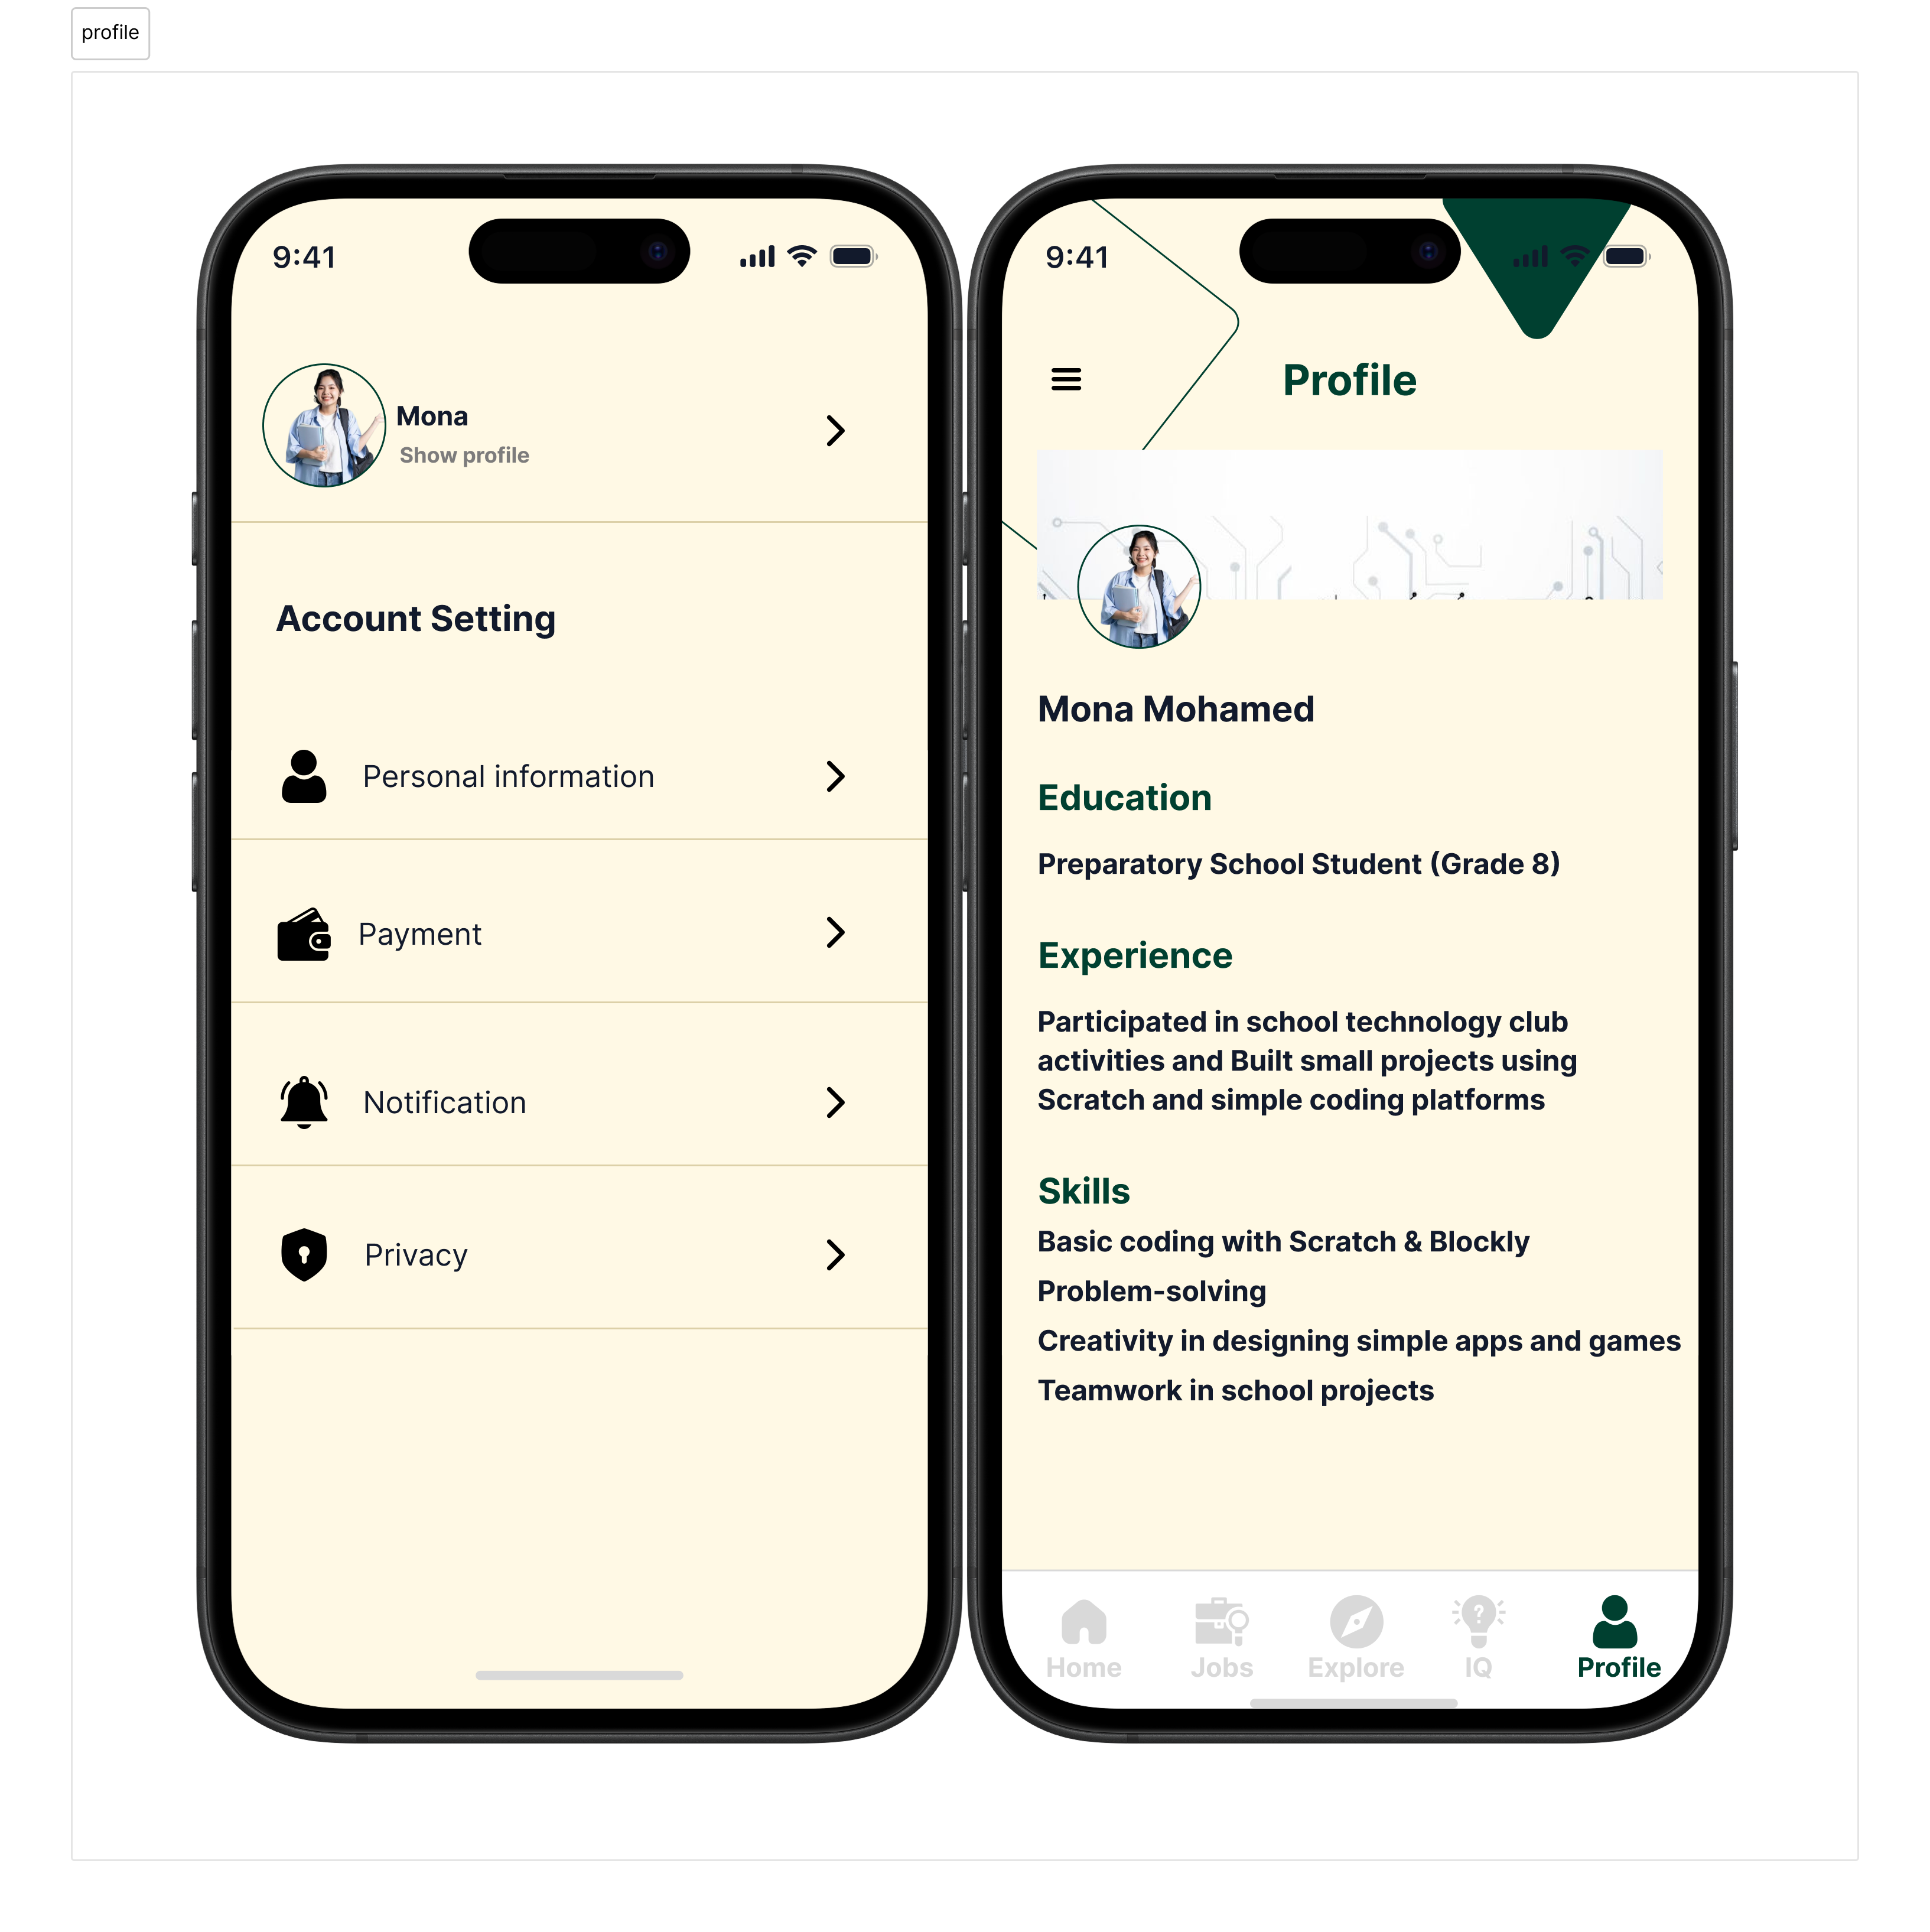 profile
9:41
Mona
Show profile
Account Setting
Personal information
Payment
Notification
Privacy
9:41
Profile
Mona Mohamed
Education
Preparatory School Student (Grade 8)
Experience
Participated in school technology club
activities and Built small projects using
Scratch and simple coding platforms
Skills
Basic coding with Scratch & Blockly
Problem-solving
Creativity in designing simple apps and games
Teamwork in school projects
Home
Jobs
Explore
?
IQ
Profile